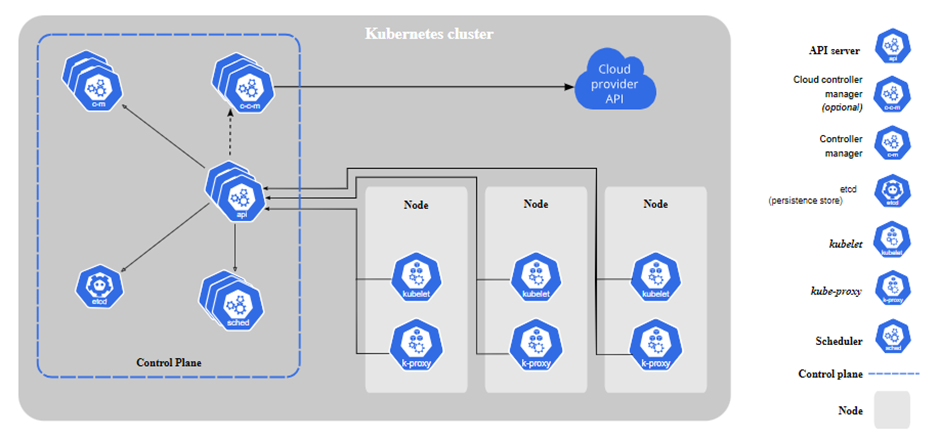 Kubernetes cluster
c-m
c-c-m
Cloud
provider
API
api
etcd
sched
Control Plane
Node
kubelet
k-proxy
Node
kubelet
k-proxy
Node
kubelet
k-proxy
API server
api
Cloud controller
manager
(optional)
c-c-m
Controller
manager
c-m
etcd
(persistence store)
etcd
kubelet
kubelet
kube-proxy
k-proxy
Scheduler
sched
Control plane
Node